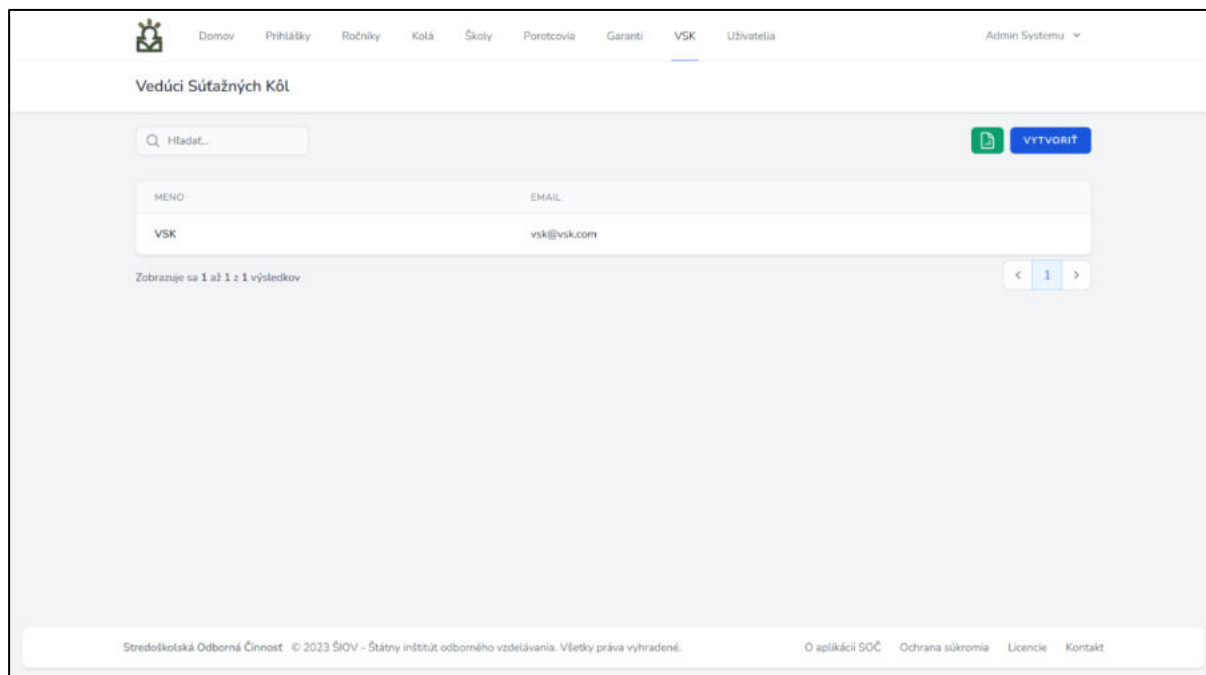 Domov Prihlášky Ročníky Kolá Školy Porotcovia Garanti VSK Užívatelia Admin Systemu
Vedúci Súťažných Kôl
Hľadať...
VYTVORIŤ
MENO EMAIL
VSK vsk@vsk.com
Zobrazuje sa 1 až 1 z 1 výsledkov
1
Stredoškolská Odborná Činnosť © 2023 ŠIOV - Štátny inštitút odborného vzdelávania. Všetky práva vyhradené. O aplikácii SOČ Ochrana súkromia Licencie Kontakt